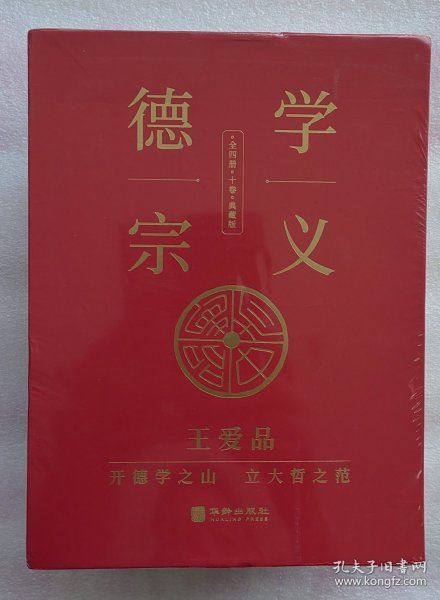 德学
宗义
全四册·十卷·典藏版
王爱品
开德学之山 立大哲之范
华龄出版社
HUALING PRESS
孔夫子旧书网
www.kongfz.com